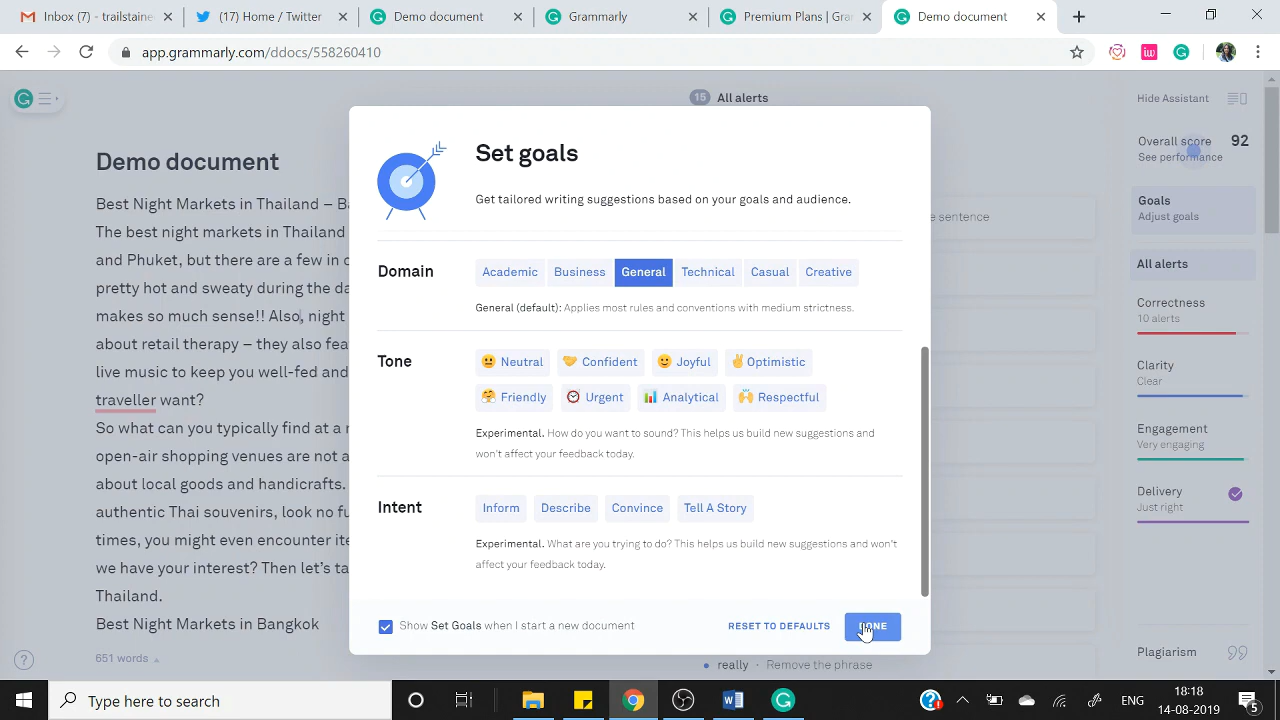 Inbox (7) - trailstaine
(17) Home / Twitter
Demo document
Grammarly
Premium Plans | Gra
Demo document
app.grammarly.com/ddocs/558260410
15 All alerts
Hide Assistant
Demo document
Best Night Markets in Thailand –
The best night markets in Thailand
and Phuket, but there are a few in
pretty hot and sweaty during the
makes so much sense!! Also, night
about retail therapy – they also
live music to keep you well-fed and
traveller want?
So what can you typically find at a
open-air shopping venues are not
about local goods and handicrafts.
authentic Thai souvenirs, look no
times, you might even encounter
we have your interest? Then let's
Thailand.
Best Night Markets in Bangkok
651 words
Set goals
Get tailored writing suggestions based on your goals and audience.
Domain
Academic Business General Technical Casual Creative
General (default): Applies most rules and conventions with medium strictness.
Tone
Neutral Confident Joyful Optimistic
Friendly Urgent Analytical Respectful
Experimental. How do you want to sound? This helps us build new suggestions and
won't affect your feedback today.
Intent
Inform Describe Convince Tell A Story
Experimental. What are you trying to do? This helps us build new suggestions and won't
affect your feedback today.
Show Set Goals when I start a new document
RESET TO DEFAULTS
DONE
sentence
really · Remove the phrase
Overall score 92
See performance
Goals
Adjust goals
All alerts
Correctness
10 alerts
Clarity
Clear
Engagement
Very engaging
Delivery
Just right
Plagiarism
Type here to search
ENG
18:18
14-08-2019
5